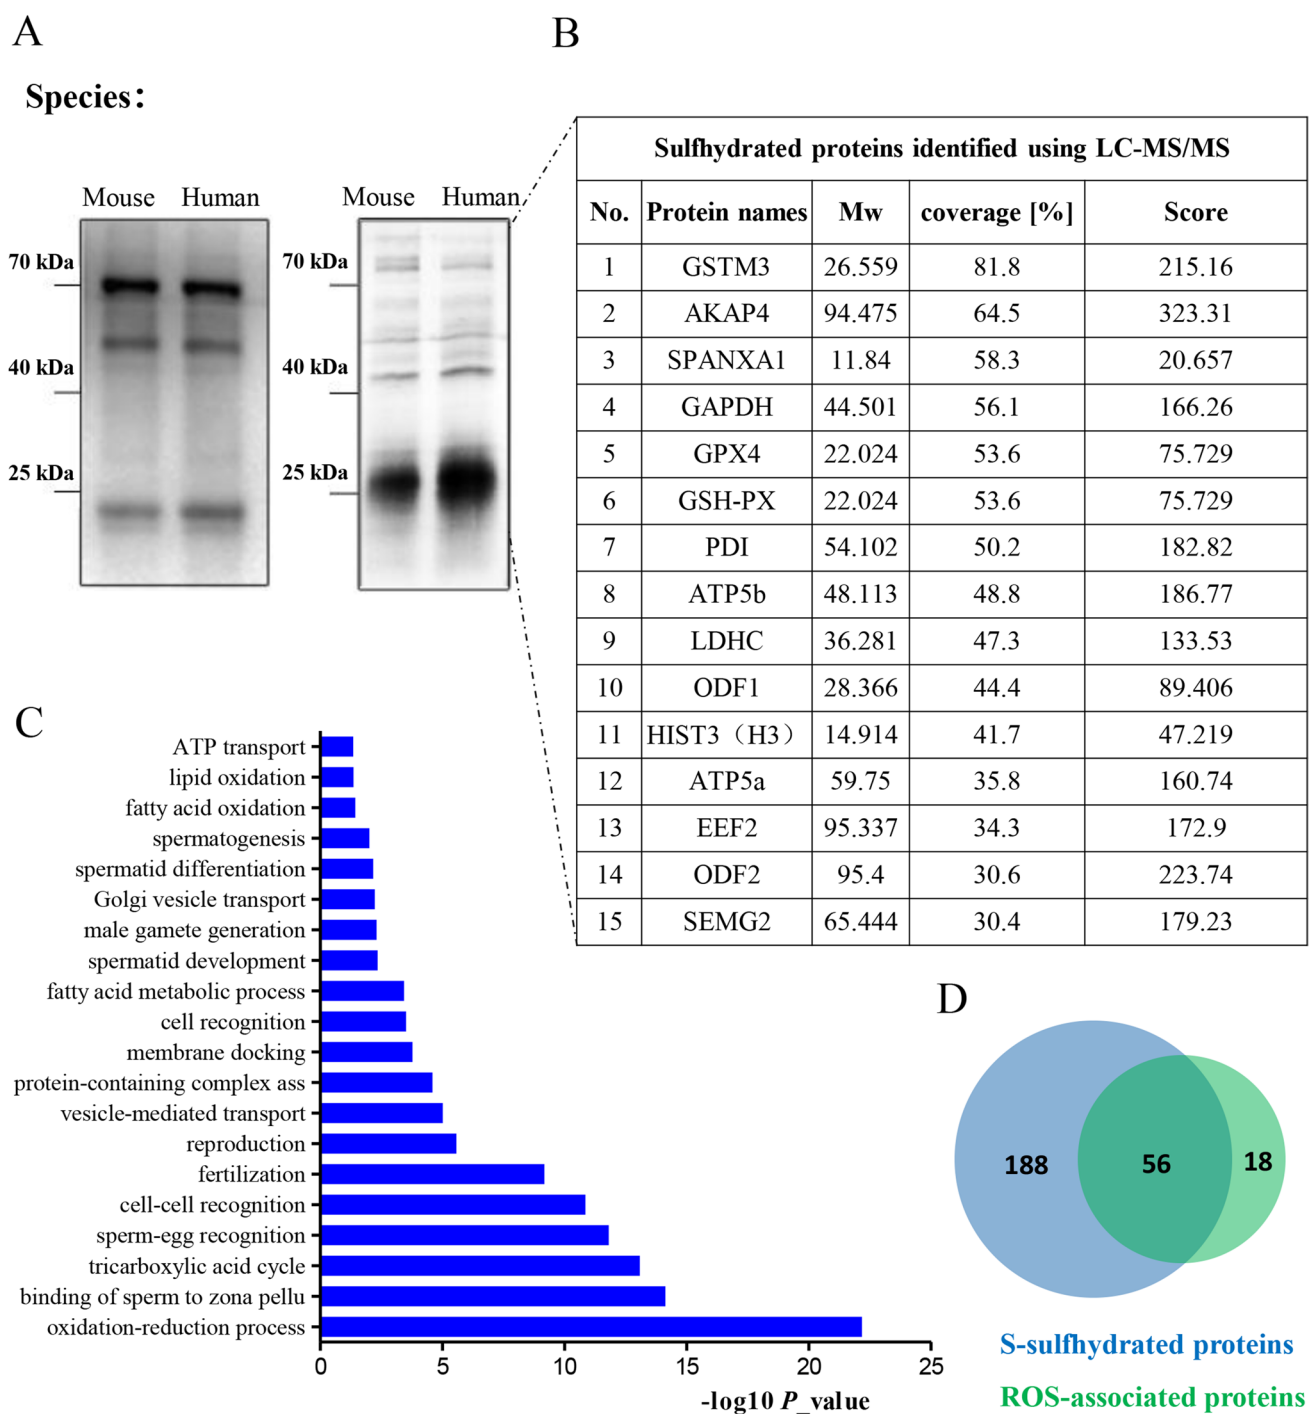 A
Species:
Mouse Human
70 kDa
40 kDa
25 kDa
Mouse Human
70 kDa
40 kDa
25 kDa
B
Sulfhydrated proteins identified using LC-MS/MS
No. Protein names Mw coverage [%] Score
1 GSTM3 26.559 81.8 215.16
2 AKAP4 94.475 64.5 323.31
3 SPANXA1 11.84 58.3 20.657
4 GAPDH 44.501 56.1 166.26
5 GPX4 22.024 53.6 75.729
6 GSH-PX 22.024 53.6 75.729
7 PDI 54.102 50.2 182.82
8 ATP5b 48.113 48.8 186.77
9 LDHC 36.281 47.3 133.53
10 ODF1 28.366 44.4 89.406
11 HIST3（H3） 14.914 41.7 47.219
12 ATP5a 59.75 35.8 160.74
13 EEF2 95.337 34.3 172.9
14 ODF2 95.4 30.6 223.74
15 SEMG2 65.444 30.4 179.23
C
ATP transport
lipid oxidation
fatty acid oxidation
spermatogenesis
spermatid differentiation
Golgi vesicle transport
male gamete generation
spermatid development
fatty acid metabolic process
cell recognition
membrane docking
protein-containing complex ass
vesicle-mediated transport
reproduction
fertilization
cell-cell recognition
sperm-egg recognition
tricarboxylic acid cycle
binding of sperm to zona pellu
oxidation-reduction process
0 5 10 15 20 25
-log10 P_value
D
188 56 18
S-sulfhydrated proteins
ROS-associated proteins